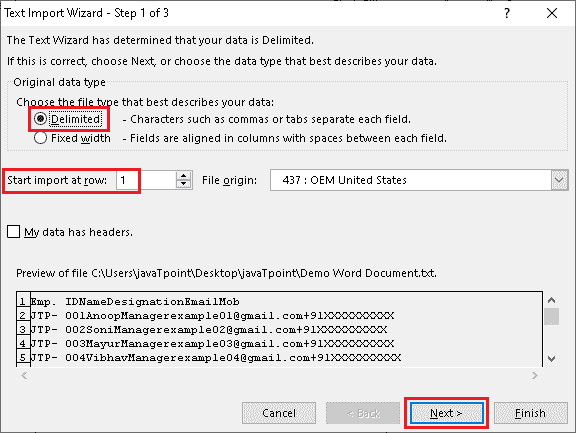 Text Import Wizard - Step 1 of 3
The Text Wizard has determined that your data is Delimited.
If this is correct, choose Next, or choose the data type that best describes your data.
Original data type
Choose the file type that best describes your data:
Delimited - Characters such as commas or tabs separate each field.
Fixed width - Fields are aligned in columns with spaces between each field.
Start import at row: 1 File origin: 437 : OEM United States
My data has headers.
Preview of file C:\Users\javaTpoint\Desktop\javaTpoint\Demo Word Document.txt.
1 Emp. IDNameDesignationEmailMob
2 JTP- 001AnoopManagerexample01@gmail.com+91XXXXXXXXXX
3 JTP- 002SoniManagerexample02@gmail.com+91XXXXXXXXXX
4 JTP- 003MayurManagerexample03@gmail.com+91XXXXXXXXXX
5 JTP- 004VibhavManagerexample04@gmail.com+91XXXXXXXXXX
Cancel < Back Next > Finish